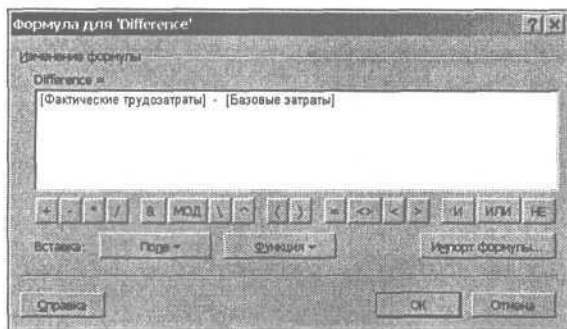 Формула для 'Difference'
Изменение формулы
Difference =
[Фактические трудозатраты] - [Базовые затраты]
+ - * / & МОД \ ^ ( ) = <> < > И ИЛИ НЕ
Вставка: Поле Функция Импорт формулы...
Справка ОК Отмена